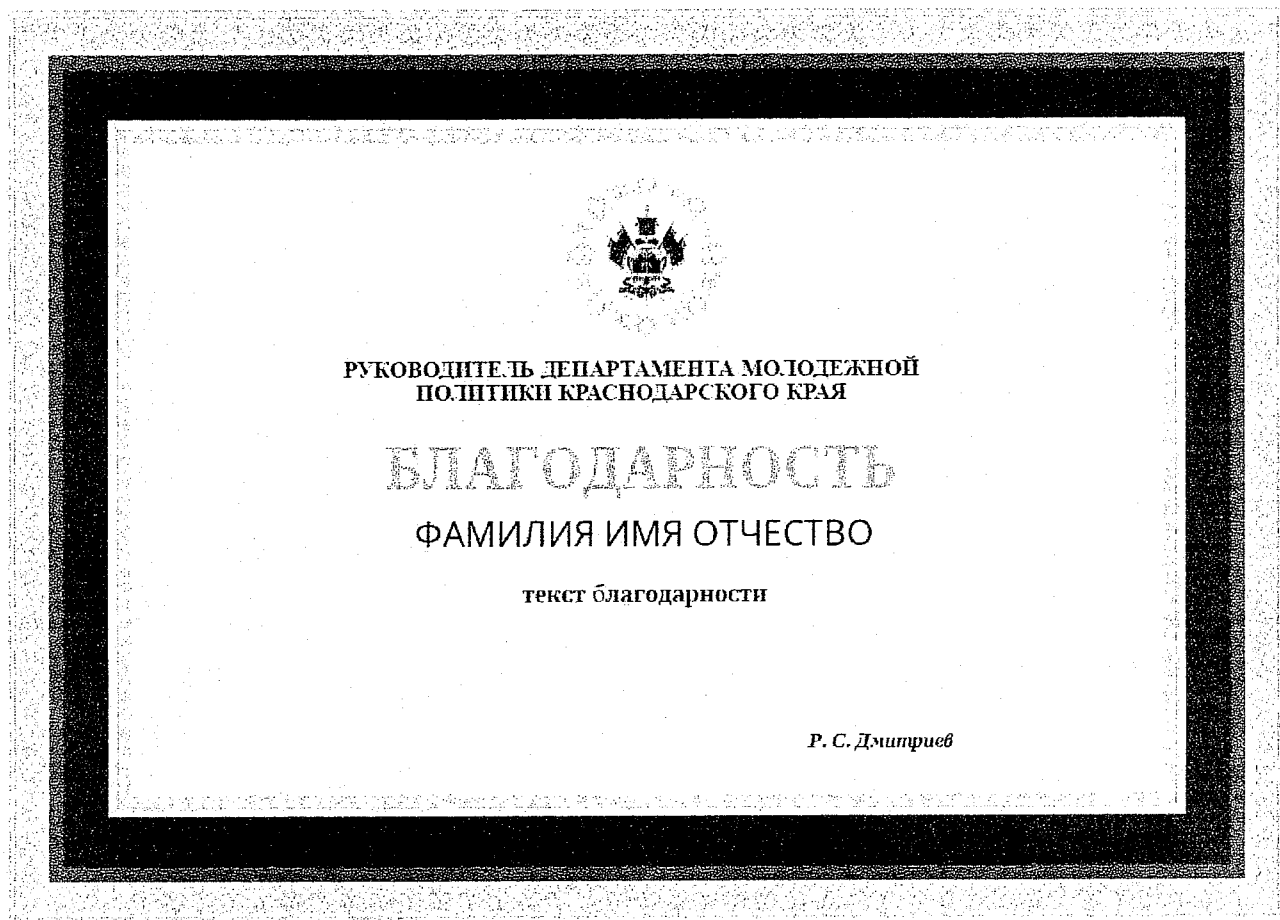 РУКОВОДИТЕЛЬ ДЕПАРТАМЕНТА МОЛОДЕЖНОЙ
ПОЛИТИКИ КРАСНОДАРСКОГО КРАЯ
БЛАГОДАРНОСТЬ
ФАМИЛИЯ ИМЯ ОТЧЕСТВО
текст благодарности
Р. С. Дмитриев